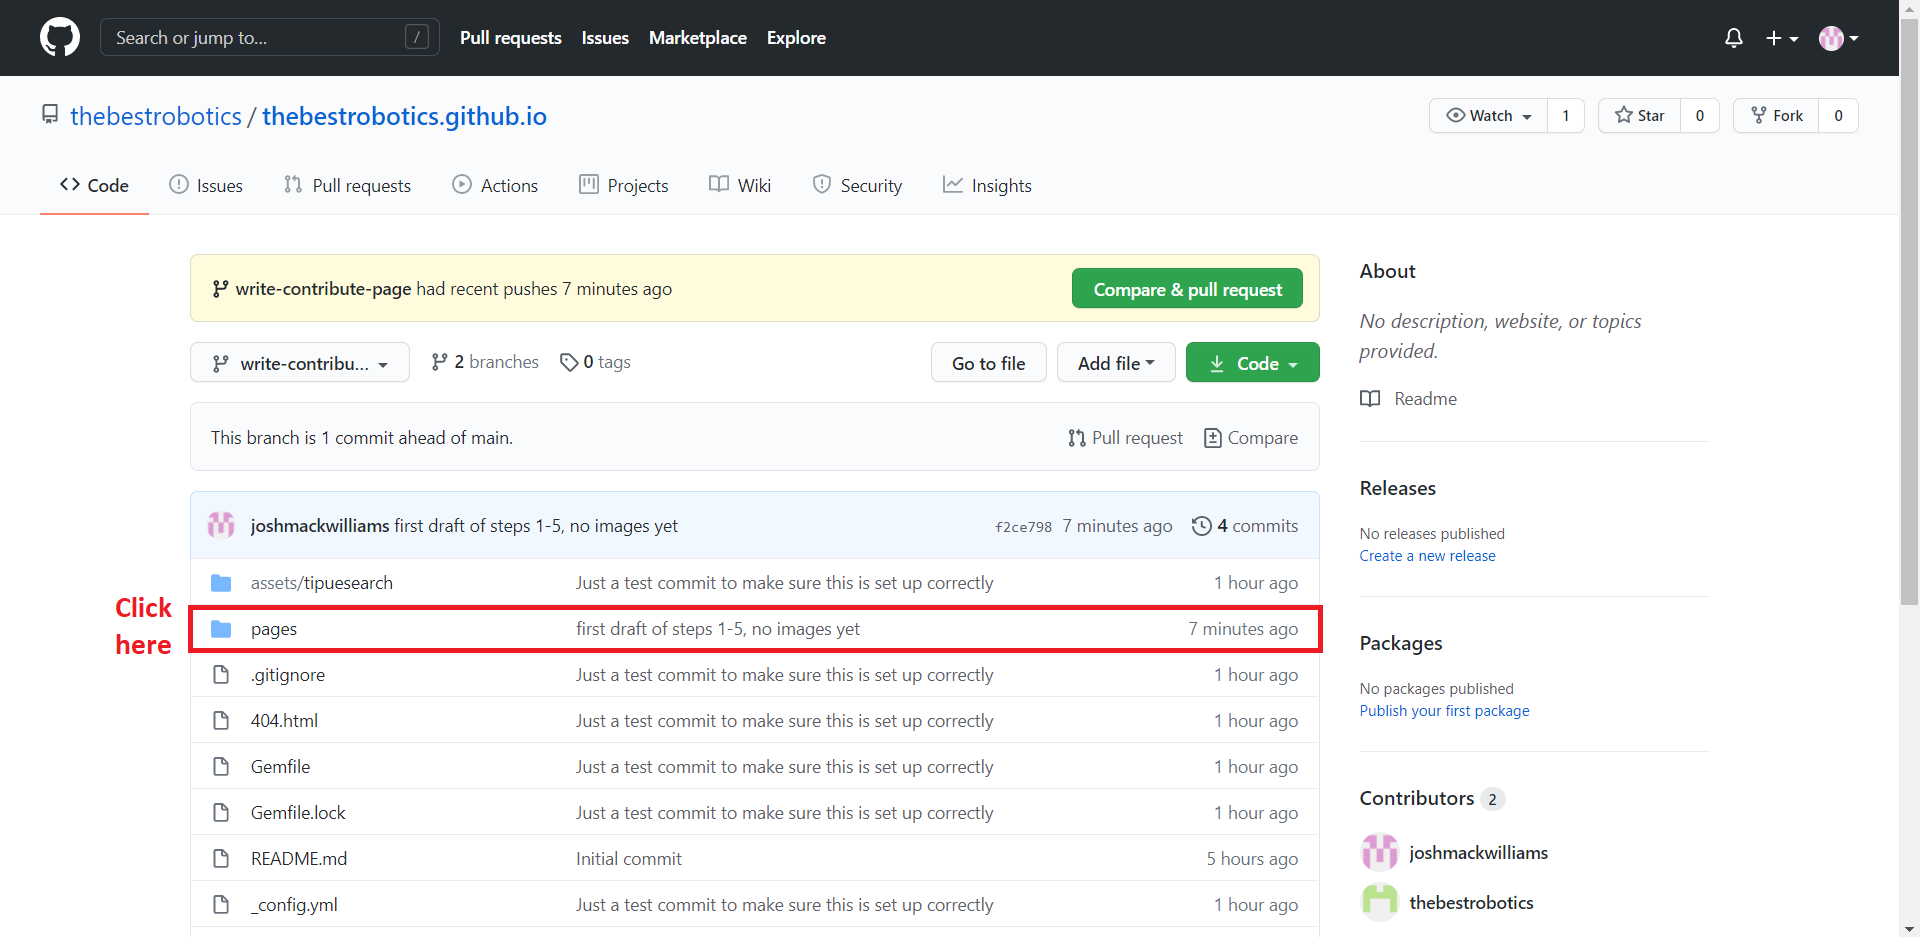 Search or jump to... /
Pull requests Issues Marketplace Explore
thebestrobotics / thebestrobotics.github.io
Watch 1 Star 0 Fork 0
Code Issues Pull requests Actions Projects Wiki Security Insights
write-contribute-page had recent pushes 7 minutes ago
Compare & pull request
write-contribu... 2 branches 0 tags
Go to file Add file Code
This branch is 1 commit ahead of main.
Pull request Compare
joshmackwilliams first draft of steps 1-5, no images yet f2ce798 7 minutes ago 4 commits
assets/tipuesearch Just a test commit to make sure this is set up correctly 1 hour ago
Click
here
pages first draft of steps 1-5, no images yet 7 minutes ago
.gitignore Just a test commit to make sure this is set up correctly 1 hour ago
404.html Just a test commit to make sure this is set up correctly 1 hour ago
Gemfile Just a test commit to make sure this is set up correctly 1 hour ago
Gemfile.lock Just a test commit to make sure this is set up correctly 1 hour ago
README.md Initial commit 5 hours ago
_config.yml Just a test commit to make sure this is set up correctly 1 hour ago
About
No description, website, or topics
provided.
Readme
Releases
No releases published
Create a new release
Packages
No packages published
Publish your first package
Contributors 2
joshmackwilliams
thebestrobotics